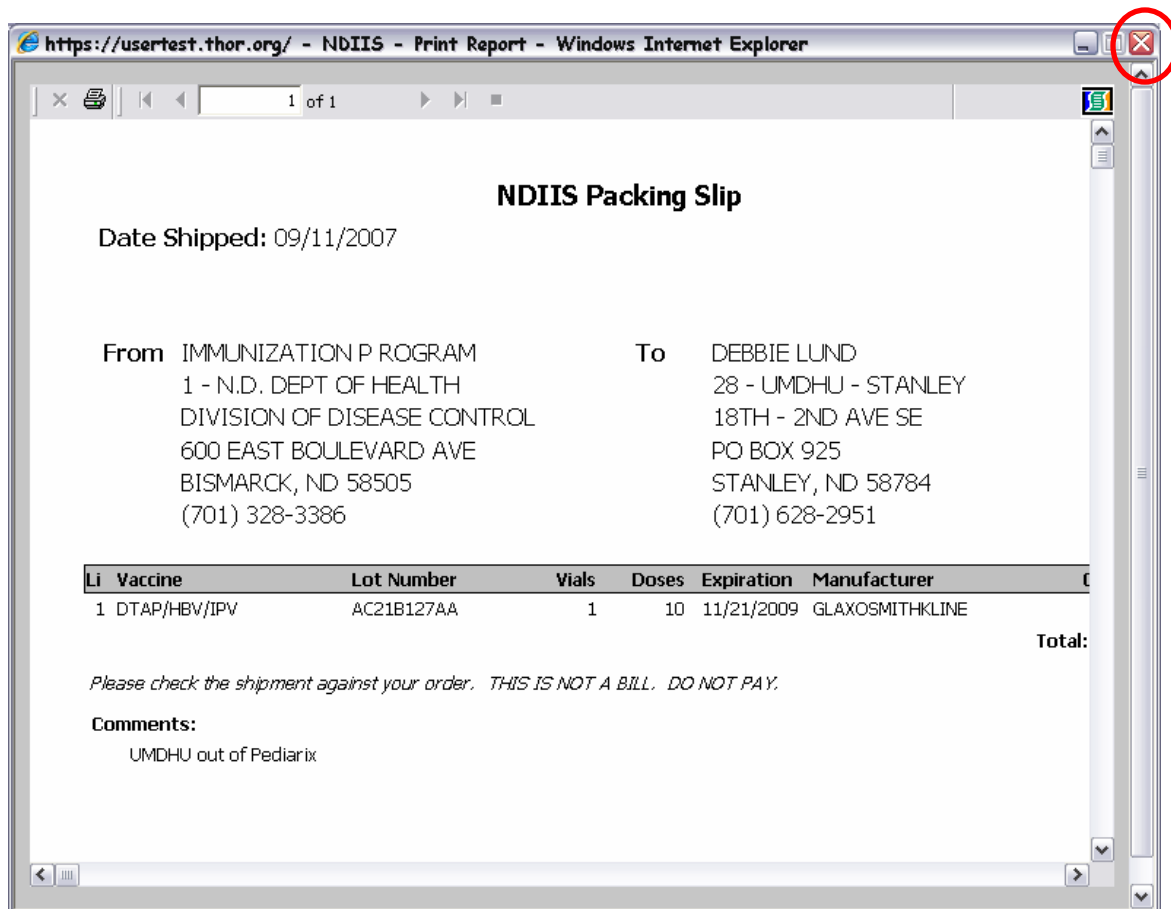 https://usertest.thor.org/ - NDIIS - Print Report - Windows Internet Explorer
1 of 1
NDIIS Packing Slip
Date Shipped: 09/11/2007
From IMMUNIZATION P ROGRAM To DEBBIE LUND
1 - N.D. DEPT OF HEALTH 28 - UMDHU - STANLEY
DIVISION OF DISEASE CONTROL 18TH - 2ND AVE SE
600 EAST BOULEVARD AVE PO BOX 925
BISMARCK, ND 58505 STANLEY, ND 58784
(701) 328-3386 (701) 628-2951
Li Vaccine Lot Number Vials Doses Expiration Manufacturer
1 DTAP/HBV/IPV AC21B127AA 1 10 11/21/2009 GLAXOSMITHKLINE
Total:
Please check the shipment against your order. THIS IS NOT A BILL. DO NOT PAY.
Comments:
UMDHU out of Pediarix